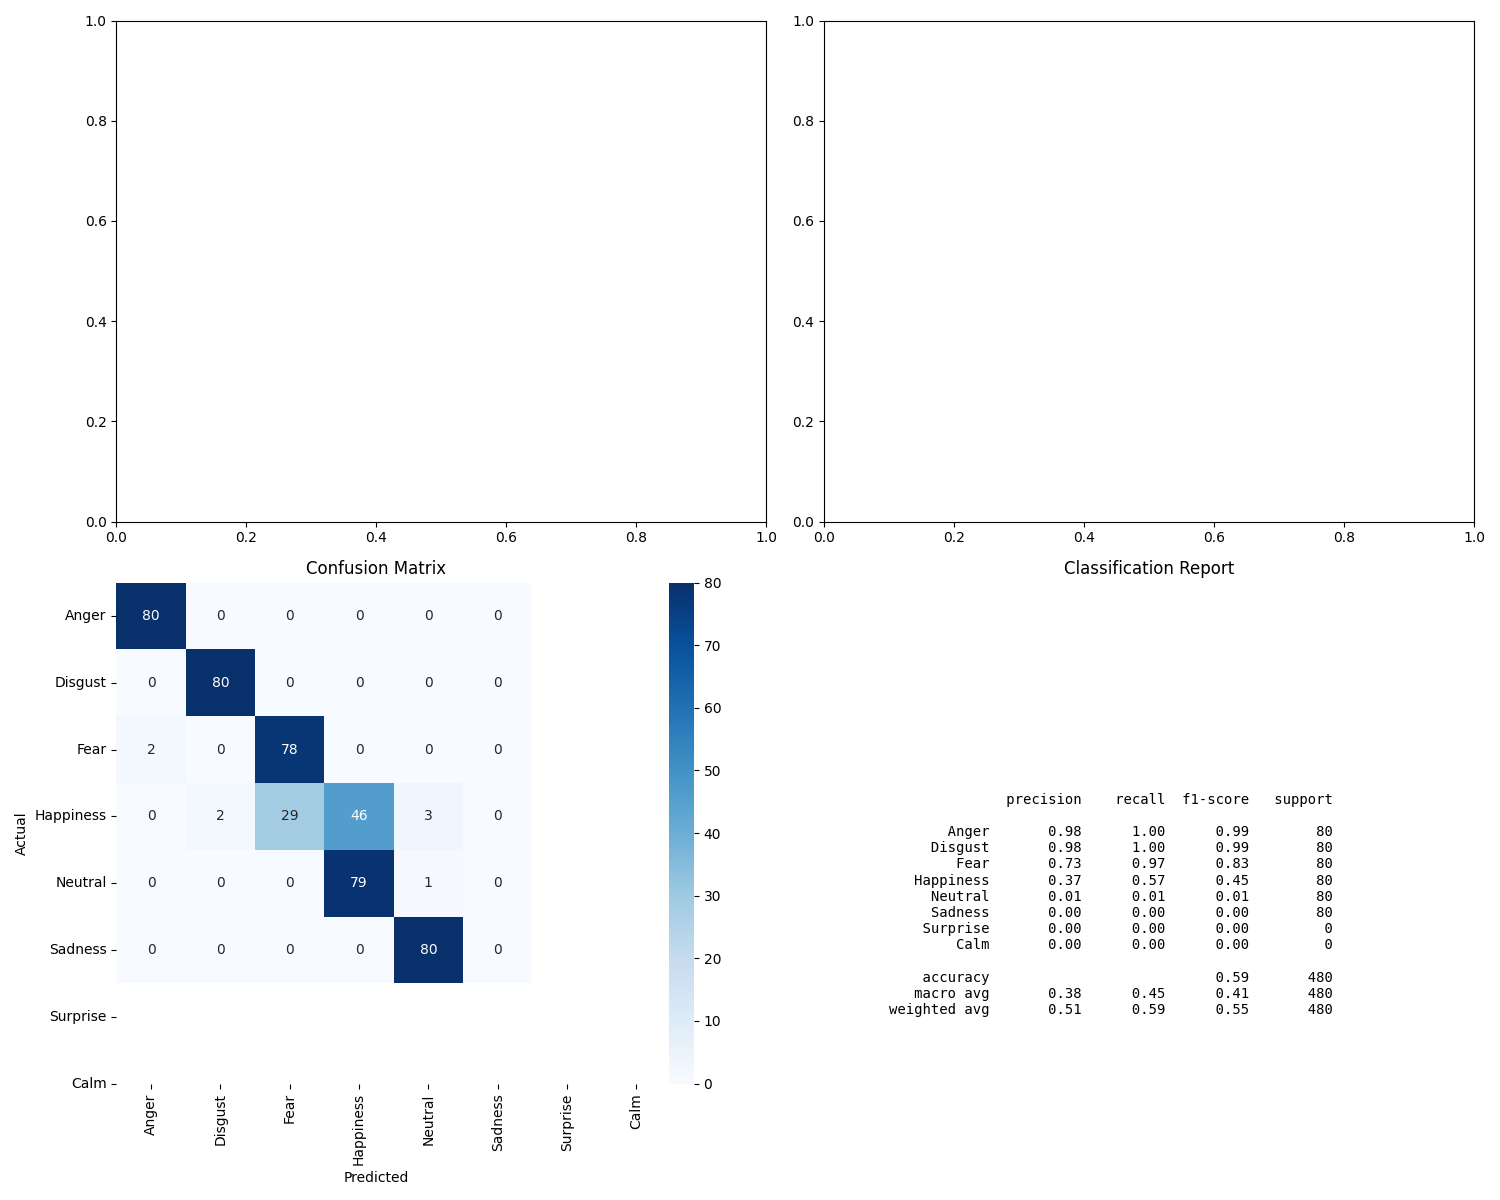 1.0
0.8
0.6
0.4
0.2
0.0
0.0 0.2 0.4 0.6 0.8 1.0
1.0
0.8
0.6
0.4
0.2
0.0
0.0 0.2 0.4 0.6 0.8 1.0
Confusion Matrix
Actual
Anger 80 0 0 0 0 0
Disgust 0 80 0 0 0 0
Fear 2 0 78 0 0 0
Happiness 0 2 29 46 3 0
Neutral 0 0 0 79 1 0
Sadness 0 0 0 0 80 0
Surprise
Calm
Anger Disgust Fear Happiness Neutral Sadness Surprise Calm
Predicted
80
70
60
50
40
30
20
10
0
Classification Report
precision recall f1-score support
Anger 0.98 1.00 0.99 80
Disgust 0.98 1.00 0.99 80
Fear 0.73 0.97 0.83 80
Happiness 0.37 0.57 0.45 80
Neutral 0.01 0.01 0.01 80
Sadness 0.00 0.00 0.00 80
Surprise 0.00 0.00 0.00 0
Calm 0.00 0.00 0.00 0
accuracy 0.59 480
macro avg 0.38 0.45 0.41 480
weighted avg 0.51 0.59 0.55 480